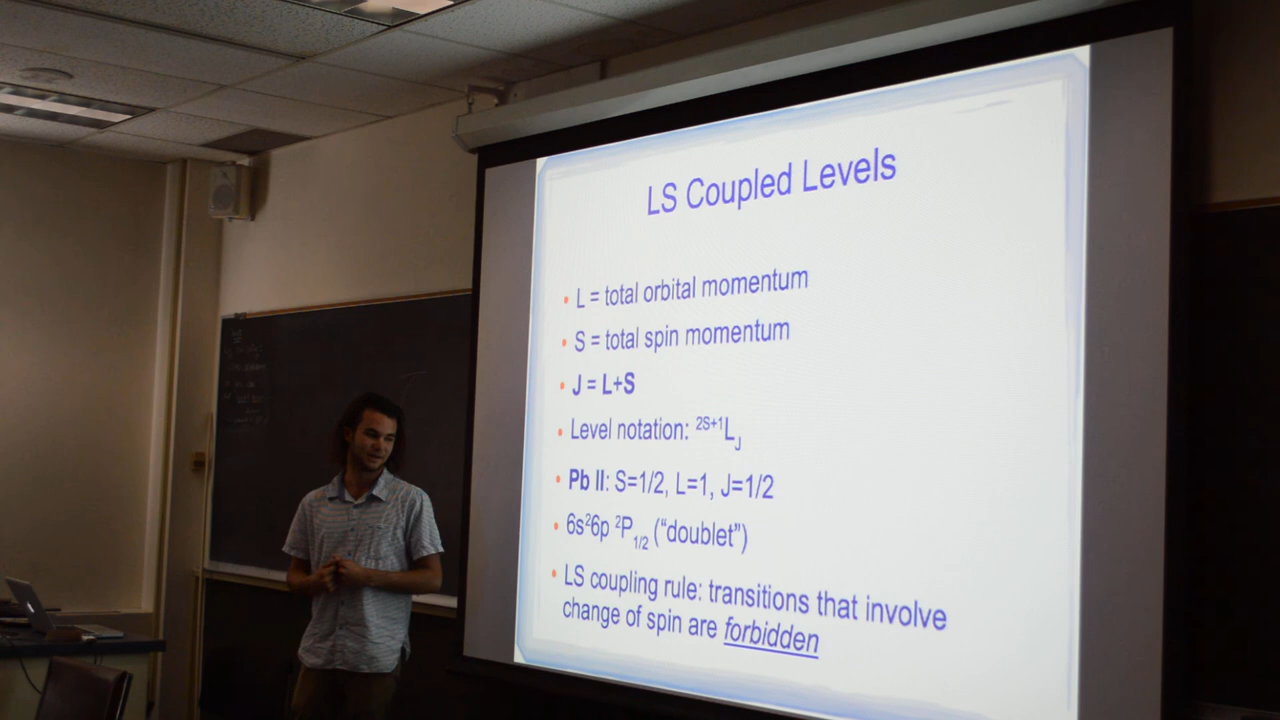 LS Coupled Levels
• L = total orbital momentum
• S = total spin momentum
• J = L+S
• Level notation: ²ˢ⁺¹L_J
• Pb II: S=1/2, L=1, J=1/2
• 6s²6p ²P₁/₂ (“doublet”)
• LS coupling rule: transitions that involve
change of spin are forbidden